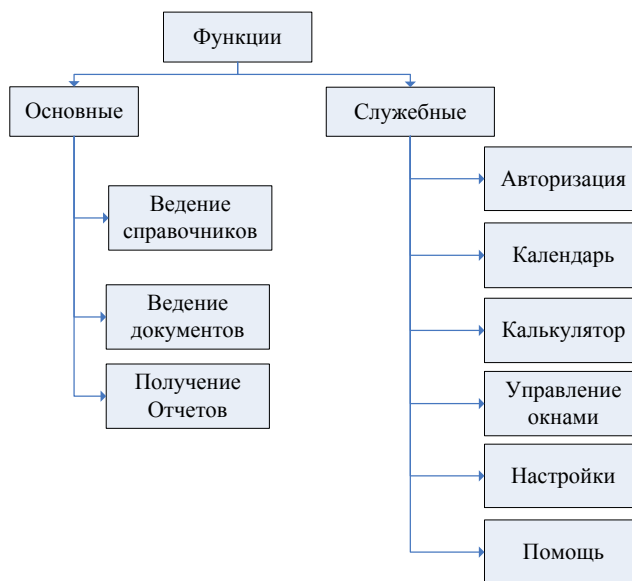 Функции
Основные
Служебные
Ведение
справочников
Ведение
документов
Получение
Отчетов
Авторизация
Календарь
Калькулятор
Управление
окнами
Настройки
Помощь